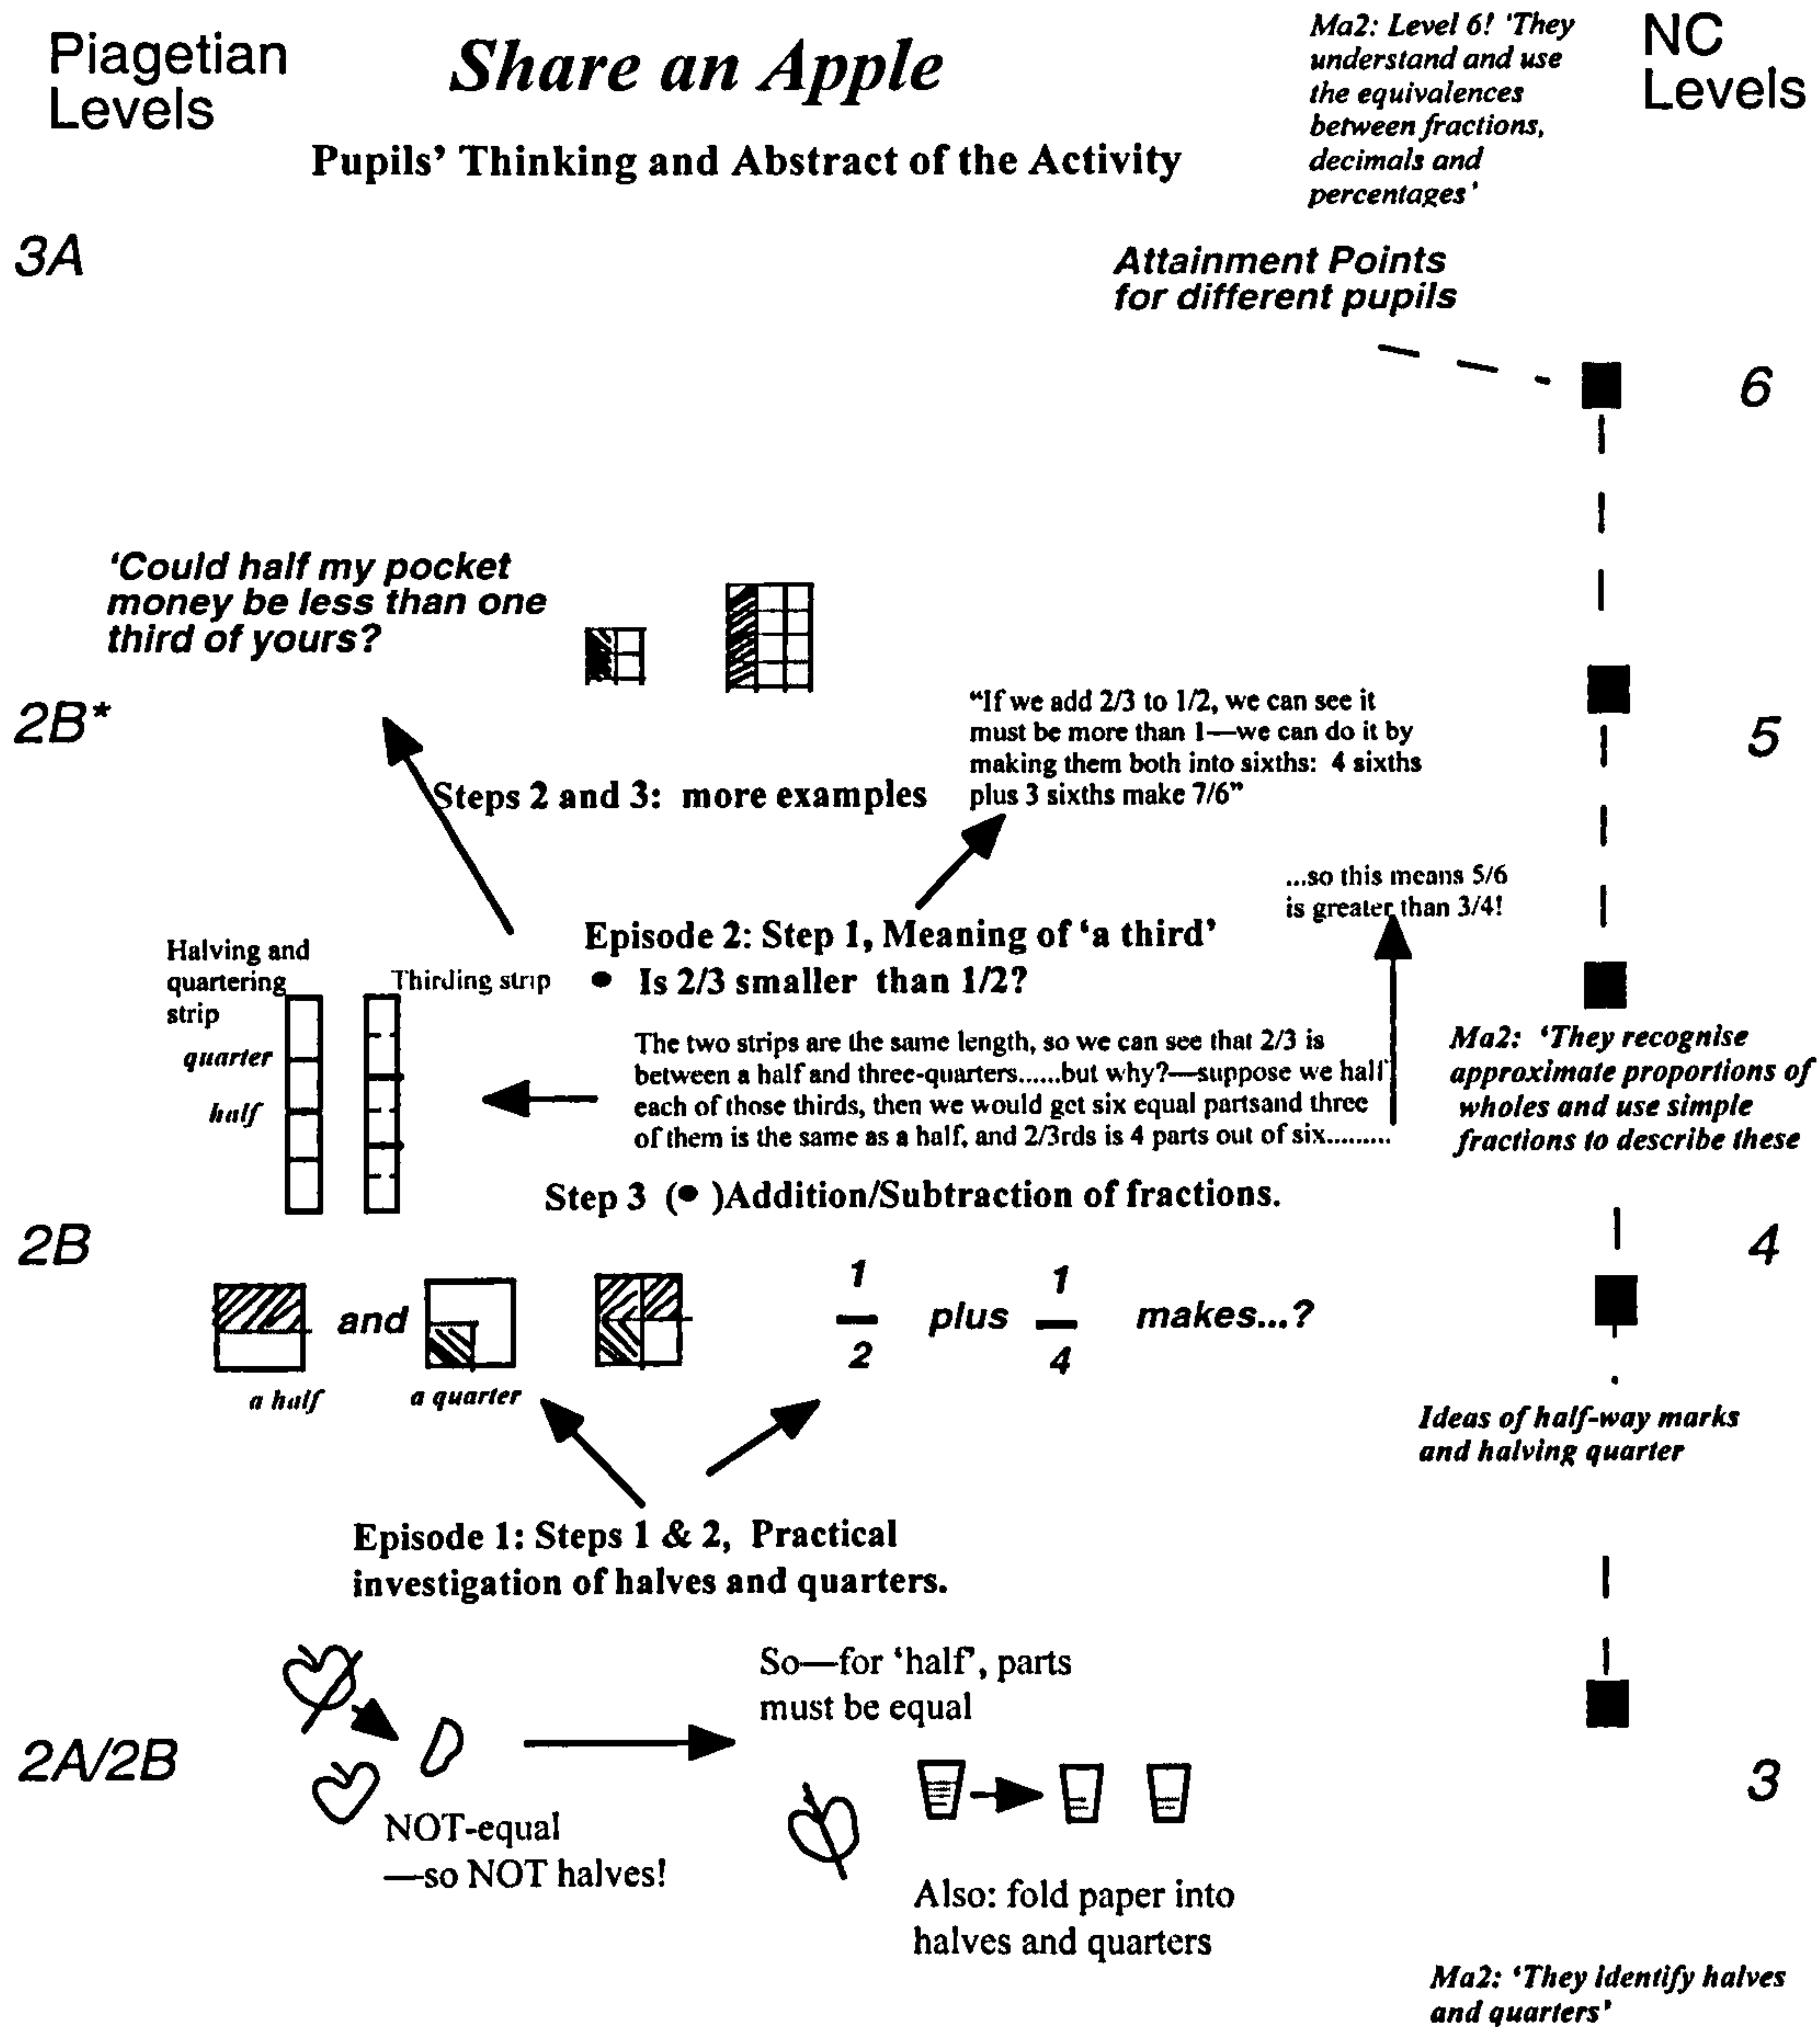 Piagetian
Levels
Share an Apple
Pupils’ Thinking and Abstract of the Activity
Ma2: Level 6! 'They
understand and use
the equivalences
between fractions,
decimals and
percentages'
NC
Levels
3A
Attainment Points
for different pupils
6
‘Could half my pocket
money be less than one
third of yours?
2B*
“If we add 2/3 to 1/2, we can see it
must be more than 1—we can do it by
making them both into sixths: 4 sixths
plus 3 sixths make 7/6”
5
Steps 2 and 3: more examples
...so this means 5/6
is greater than 3/4!
Episode 2: Step 1, Meaning of ‘a third’
• Is 2/3 smaller than 1/2?
Halving and
quartering
strip
Thirding strip
quarter
half
The two strips are the same length, so we can see that 2/3 is
between a half and three-quarters......but why?—suppose we half
each of those thirds, then we would get six equal partsand three
of them is the same as a half, and 2/3rds is 4 parts out of six.........
Ma2: ‘They recognise
approximate proportions of
wholes and use simple
fractions to describe these
Step 3 (• )Addition/Subtraction of fractions.
2B
4
and
1
2
plus
1
4
makes...?
a half
a quarter
Ideas of half-way marks
and halving quarter
Episode 1: Steps 1 & 2, Practical
investigation of halves and quarters.
So—for ‘half’, parts
must be equal
2A/2B
3
NOT-equal
—so NOT halves!
Also: fold paper into
halves and quarters
Ma2: ‘They identify halves
and quarters’